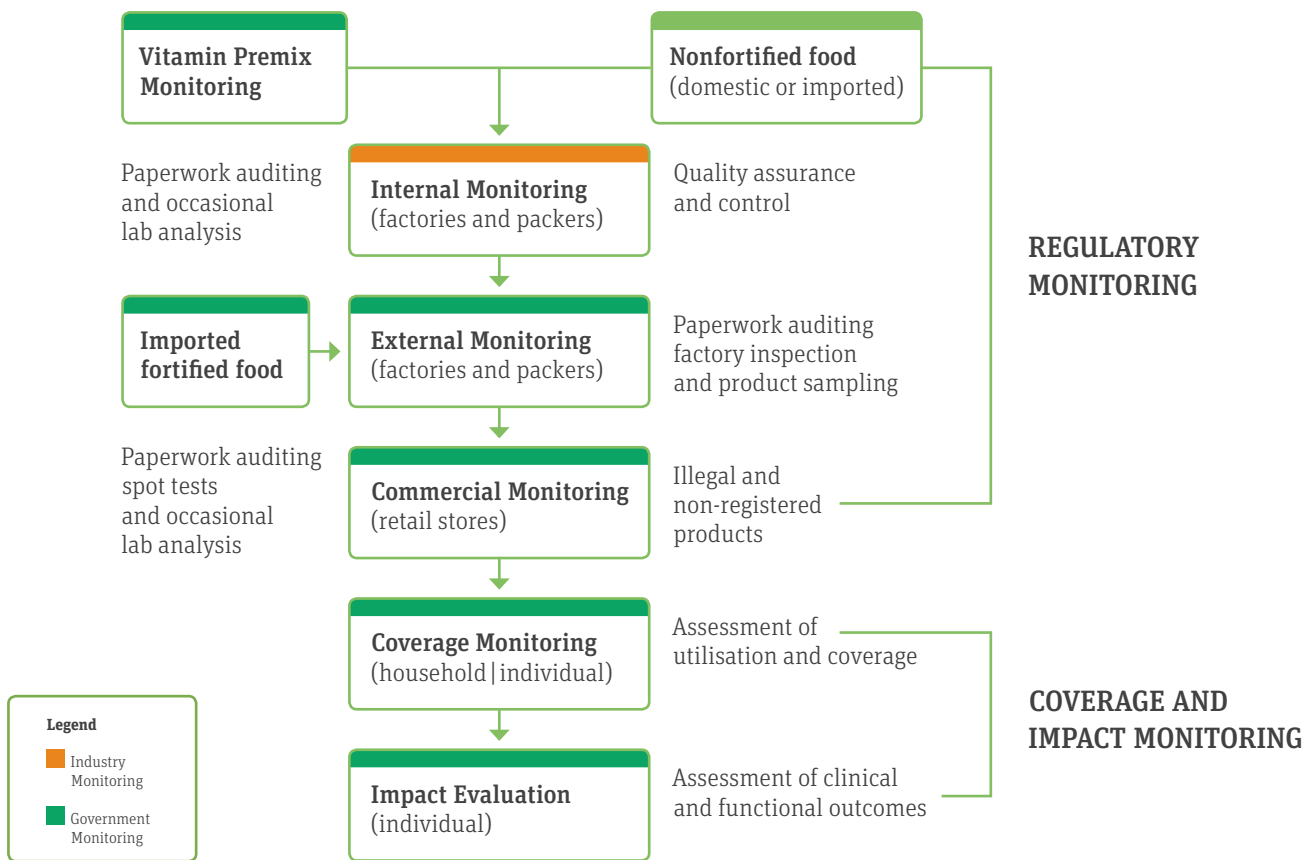 Vitamin Premix
Monitoring
Nonfortified food
(domestic or imported)
Paperwork auditing
and occasional
lab analysis
Internal Monitoring
(factories and packers)
Quality assurance
and control
REGULATORY
MONITORING
Imported
fortified food
External Monitoring
(factories and packers)
Paperwork auditing
factory inspection
and product sampling
Paperwork auditing
spot tests
and occasional
lab analysis
Commercial Monitoring
(retail stores)
Illegal and
non-registered
products
Coverage Monitoring
(household|individual)
Assessment of
utilisation and coverage
COVERAGE AND
IMPACT MONITORING
Legend
Industry
Monitoring
Government
Monitoring
Impact Evaluation
(individual)
Assessment of clinical
and functional outcomes